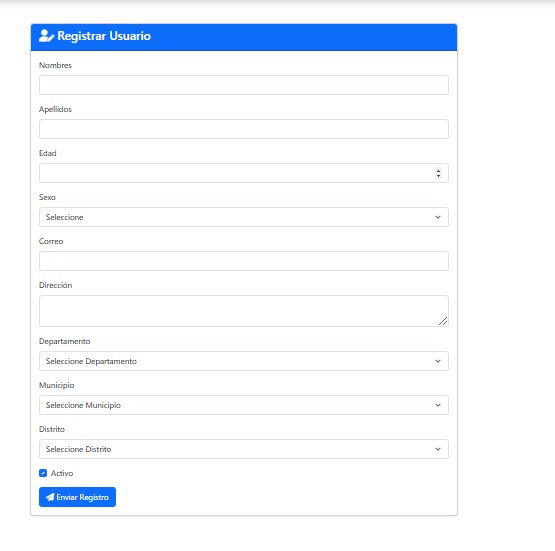 Registrar Usuario
Nombres
Apellidos
Edad
Sexo
Seleccione
Correo
Dirección
Departamento
Seleccione Departamento
Municipio
Seleccione Municipio
Distrito
Seleccione Distrito
Activo
Enviar Registro